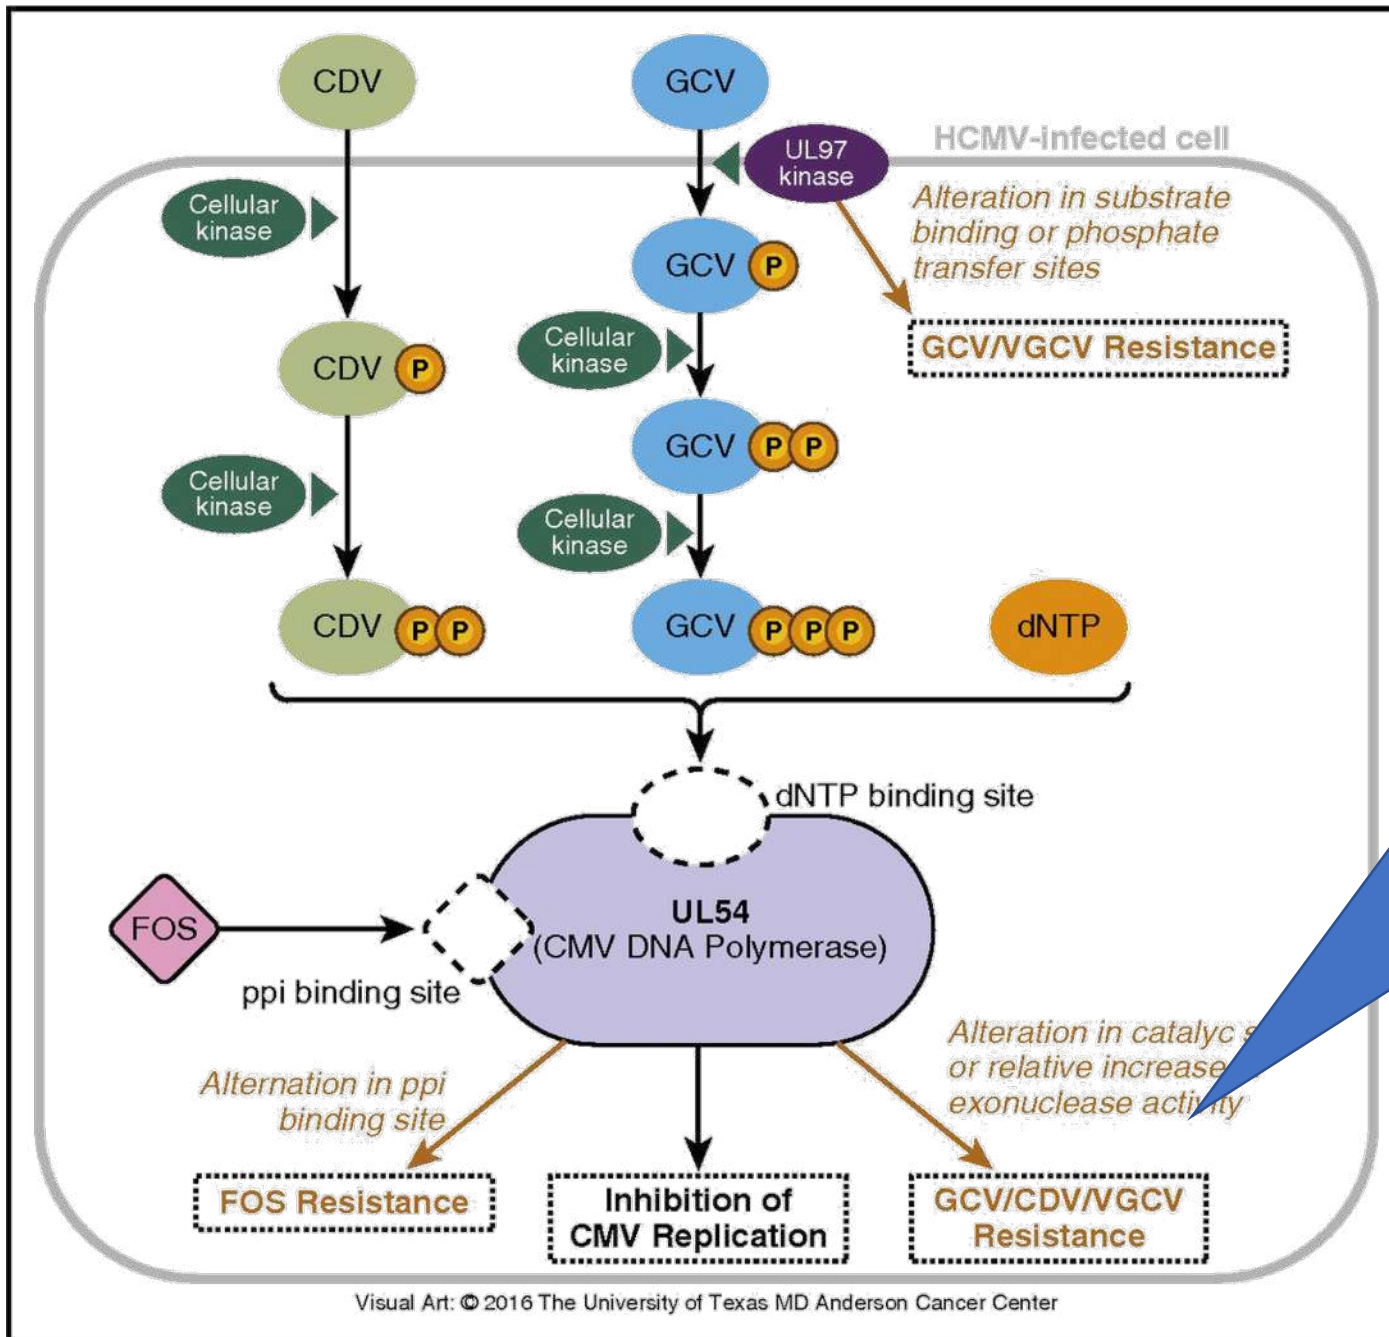 CDV
GCV
HCMV-infected cell
UL97
kinase
Cellular
kinase
Alteration in substrate
binding or phosphate
transfer sites
GCV P
GCV/VGCV Resistance
Cellular
kinase
CDV P
GCV P P
Cellular
kinase
Cellular
kinase
CDV P P
GCV P P P
dNTP
dNTP binding site
UL54
(CMV DNA Polymerase)
FOS
ppi binding site
Alteration in catalyc
or relative increase
exonuclease activity
Alternation in ppi
binding site
FOS Resistance
Inhibition of
CMV Replication
GCV/CDV/VGCV
Resistance
Visual Art: © 2016 The University of Texas MD Anderson Cancer Center